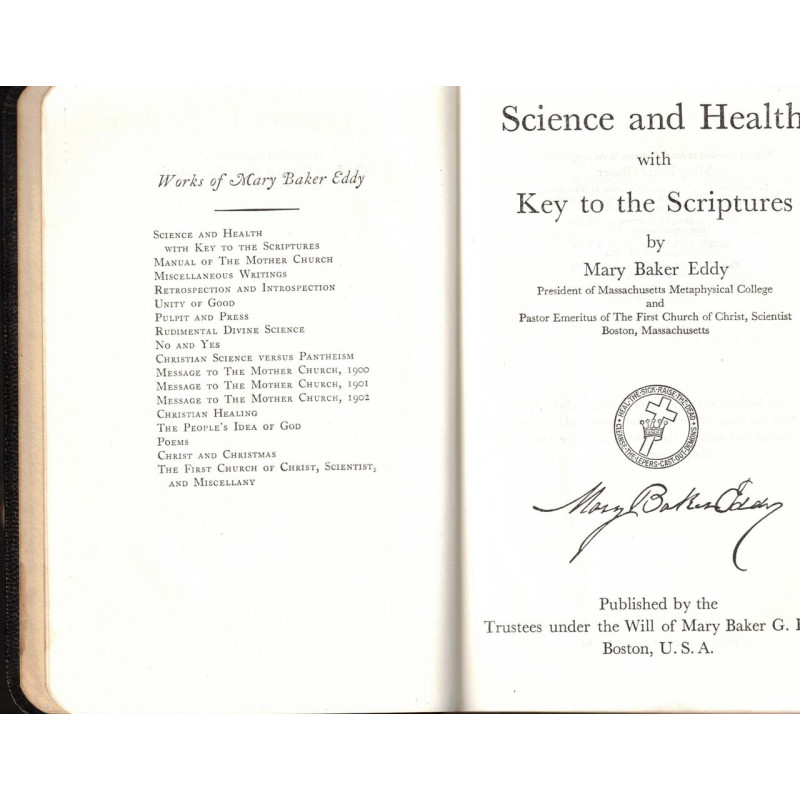 Works of Mary Baker Eddy
SCIENCE AND HEALTH
WITH KEY TO THE SCRIPTURES
MANUAL OF THE MOTHER CHURCH
MISCELLANEOUS WRITINGS
RETROSPECTION AND INTROSPECTION
UNITY OF GOOD
PULPIT AND PRESS
RUDIMENTAL DIVINE SCIENCE
NO AND YES
CHRISTIAN SCIENCE VERSUS PANTHEISM
MESSAGE TO THE MOTHER CHURCH, 1900
MESSAGE TO THE MOTHER CHURCH, 1901
MESSAGE TO THE MOTHER CHURCH, 1902
CHRISTIAN HEALING
THE PEOPLE'S IDEA OF GOD
POEMS
CHRIST AND CHRISTMAS
THE FIRST CHURCH OF CHRIST, SCIENTIST,
AND MISCELLANY
Science and Health
with
Key to the Scriptures
by
Mary Baker Eddy
President of Massachusetts Metaphysical College
and
Pastor Emeritus of The First Church of Christ, Scientist
Boston, Massachusetts
HEAL·THE·SICK·RAISE·THE·DEAD
CLEANSE·THE·LEPERS·CAST·OUT·DEMONS
Mary Baker Eddy
Published by the
Trustees under the Will of Mary Baker G.
Boston, U. S. A.